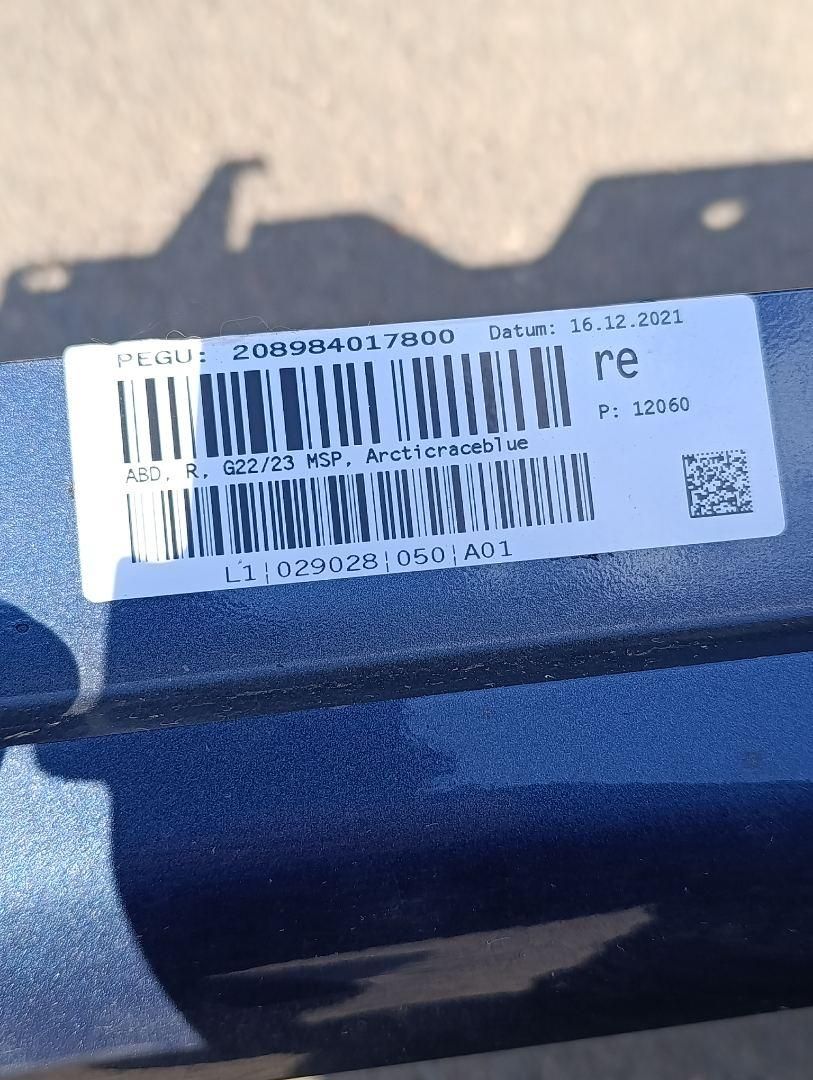 PEGU: 208984017800 Datum: 16.12.2021
re
P: 12060
ABD, R, G22/23 MSP, Arcticraceblue
L1¦029028¦050¦A01